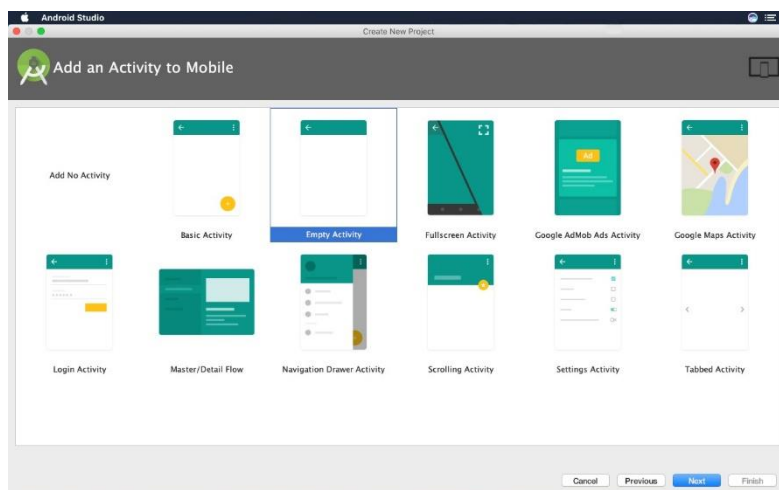 Android Studio
Create New Project
Add an Activity to Mobile
Add No Activity
Basic Activity
Empty Activity
Fullscreen Activity
Ad
Google AdMob Ads Activity
Google Maps Activity
Login Activity
Master/Detail Flow
Navigation Drawer Activity
Scrolling Activity
Settings Activity
Tabbed Activity
Cancel
Previous
Next
Finish